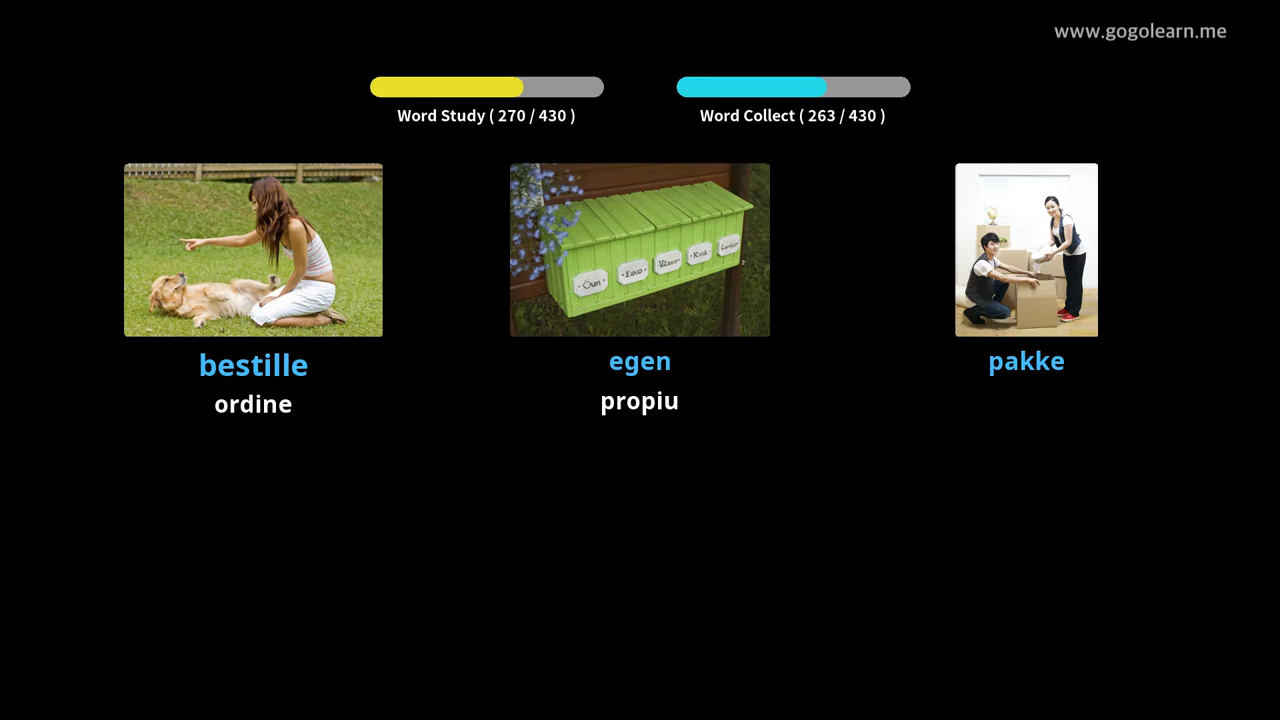 www.gogolearn.me
Word Study ( 270 / 430 )
Word Collect ( 263 / 430 )
bestille
egen
pakke
ordine
propiu